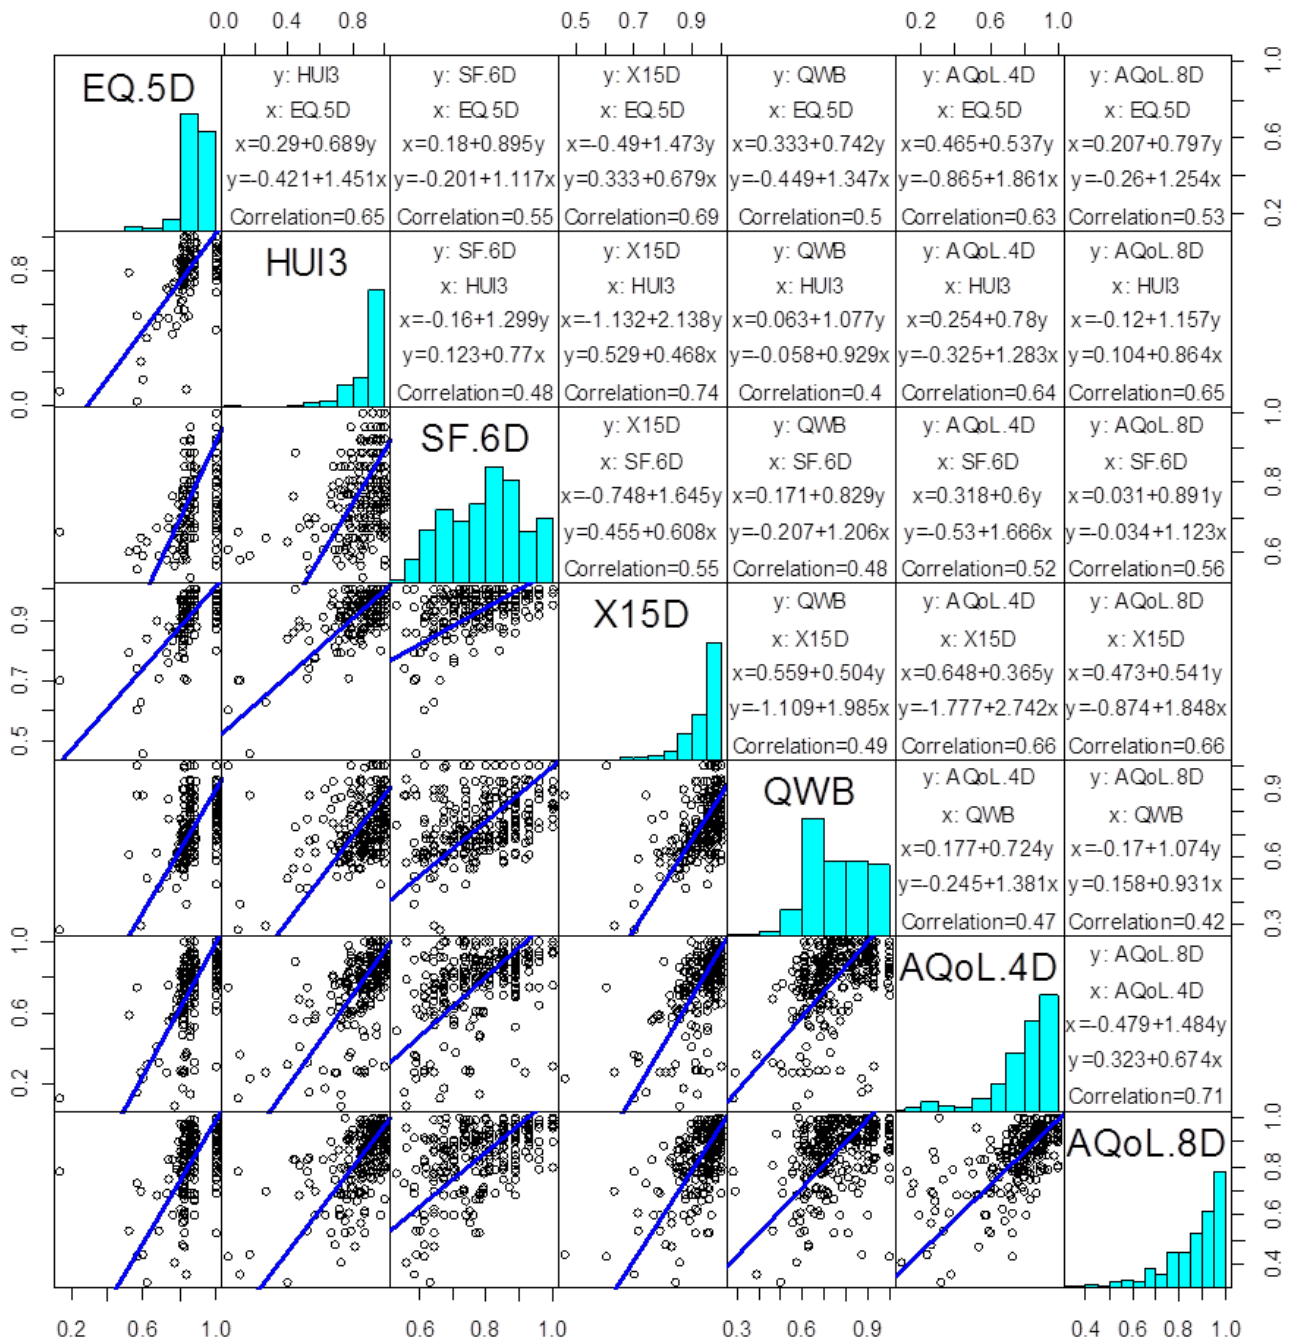 0.0 0.4 0.8 0.5 0.7 0.9 0.2 0.6 1.0
EQ.5D
y: HUI3
x: EQ.5D
x=0.29+0.689y
y=-0.421+1.451x
Correlation=0.65
y: SF.6D
x: EQ.5D
x=0.18+0.895y
y=-0.201+1.117x
Correlation=0.55
y: X15D
x: EQ.5D
x=-0.49+1.473y
y=0.333+0.679x
Correlation=0.69
y: QWB
x: EQ.5D
x=0.333+0.742y
y=-0.449+1.347x
Correlation=0.5
y: AQoL.4D
x: EQ.5D
x=0.465+0.537y
y=-0.865+1.861x
Correlation=0.63
y: AQoL.8D
x: EQ.5D
x=0.207+0.797y
y=-0.26+1.254x
Correlation=0.53
1.0
0.6
0.2
0.8
0.4
0.0
HUI3
y: SF.6D
x: HUI3
x=-0.16+1.299y
y=0.123+0.77x
Correlation=0.48
y: X15D
x: HUI3
x=-1.132+2.138y
y=0.529+0.468x
Correlation=0.74
y: QWB
x: HUI3
x=0.063+1.077y
y=-0.058+0.929x
Correlation=0.4
y: AQoL.4D
x: HUI3
x=0.254+0.78y
y=-0.325+1.283x
Correlation=0.64
y: AQoL.8D
x: HUI3
x=-0.12+1.157y
y=0.104+0.864x
Correlation=0.65
SF.6D
y: X15D
x: SF.6D
x=-0.748+1.645y
y=0.455+0.608x
Correlation=0.55
y: QWB
x: SF.6D
x=0.171+0.829y
y=-0.207+1.206x
Correlation=0.48
y: AQoL.4D
x: SF.6D
x=0.318+0.6y
y=-0.53+1.666x
Correlation=0.52
y: AQoL.8D
x: SF.6D
x=0.031+0.891y
y=-0.034+1.123x
Correlation=0.56
1.0
0.8
0.6
0.9
0.7
0.5
X15D
y: QWB
x: X15D
x=0.559+0.504y
y=-1.109+1.985x
Correlation=0.49
y: AQoL.4D
x: X15D
x=0.648+0.365y
y=-1.777+2.742x
Correlation=0.66
y: AQoL.8D
x: X15D
x=0.473+0.541y
y=-0.874+1.848x
Correlation=0.66
QWB
y: AQoL.4D
x: QWB
x=0.177+0.724y
y=-0.245+1.381x
Correlation=0.47
y: AQoL.8D
x: QWB
x=-0.17+1.074y
y=0.158+0.931x
Correlation=0.42
0.9
0.6
0.3
1.0
0.6
0.2
AQoL.4D
y: AQoL.8D
x: AQoL.4D
x=-0.479+1.484y
y=0.323+0.674x
Correlation=0.71
AQoL.8D
1.0
0.8
0.6
0.4
0.2 0.6 1.0 0.6 0.8 1.0 0.3 0.6 0.9 0.4 0.6 0.8 1.0